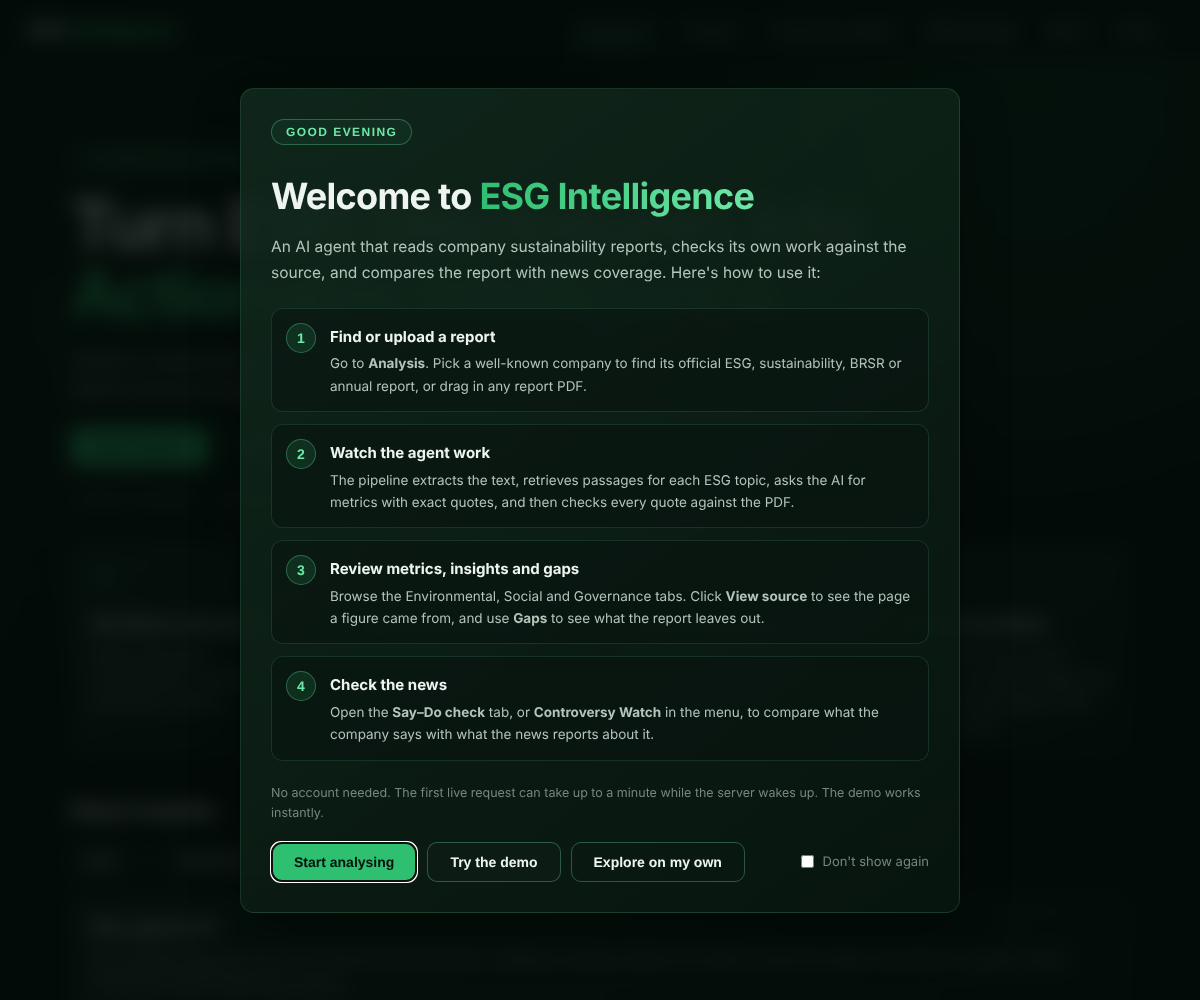 GOOD EVENING
Welcome to ESG Intelligence
An AI agent that reads company sustainability reports, checks its own work against the
source, and compares the report with news coverage. Here's how to use it:
1
Find or upload a report
Go to Analysis. Pick a well-known company to find its official ESG, sustainability, BRSR or
annual report, or drag in any report PDF.
2
Watch the agent work
The pipeline extracts the text, retrieves passages for each ESG topic, asks the AI for
metrics with exact quotes, and then checks every quote against the PDF.
3
Review metrics, insights and gaps
Browse the Environmental, Social and Governance tabs. Click View source to see the page
a figure came from, and use Gaps to see what the report leaves out.
4
Check the news
Open the Say–Do check tab, or Controversy Watch in the menu, to compare what the
company says with what the news reports about it.
No account needed. The first live request can take up to a minute while the server wakes up. The demo works
instantly.
Start analysing
Try the demo
Explore on my own
Don't show again